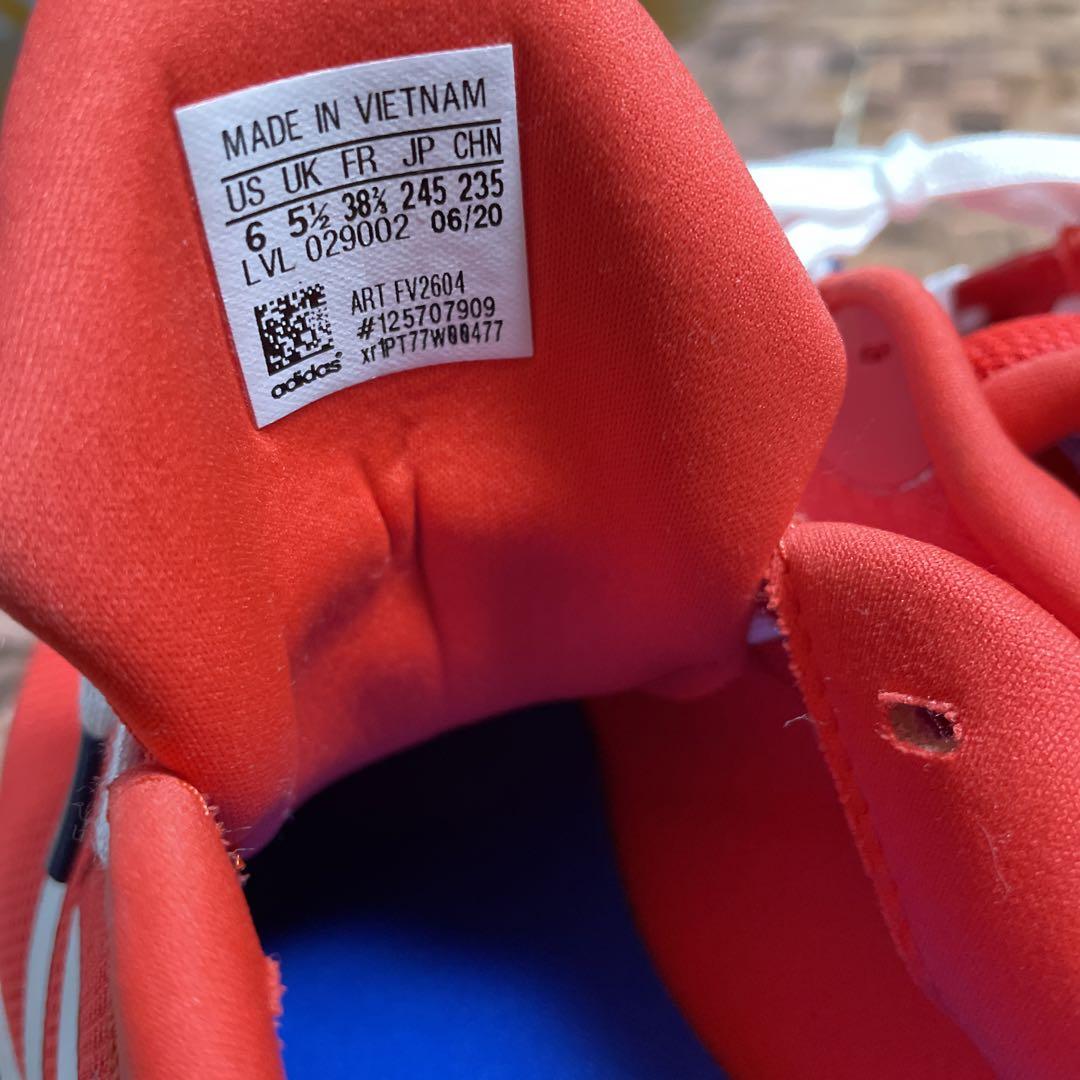 MADE IN VIETNAM
US UK FR JP CHN
6 5½ 38⅔ 245 235
LVL 029002 06/20
ART FV2604
#125707909
xr1PT77W00477
adidas